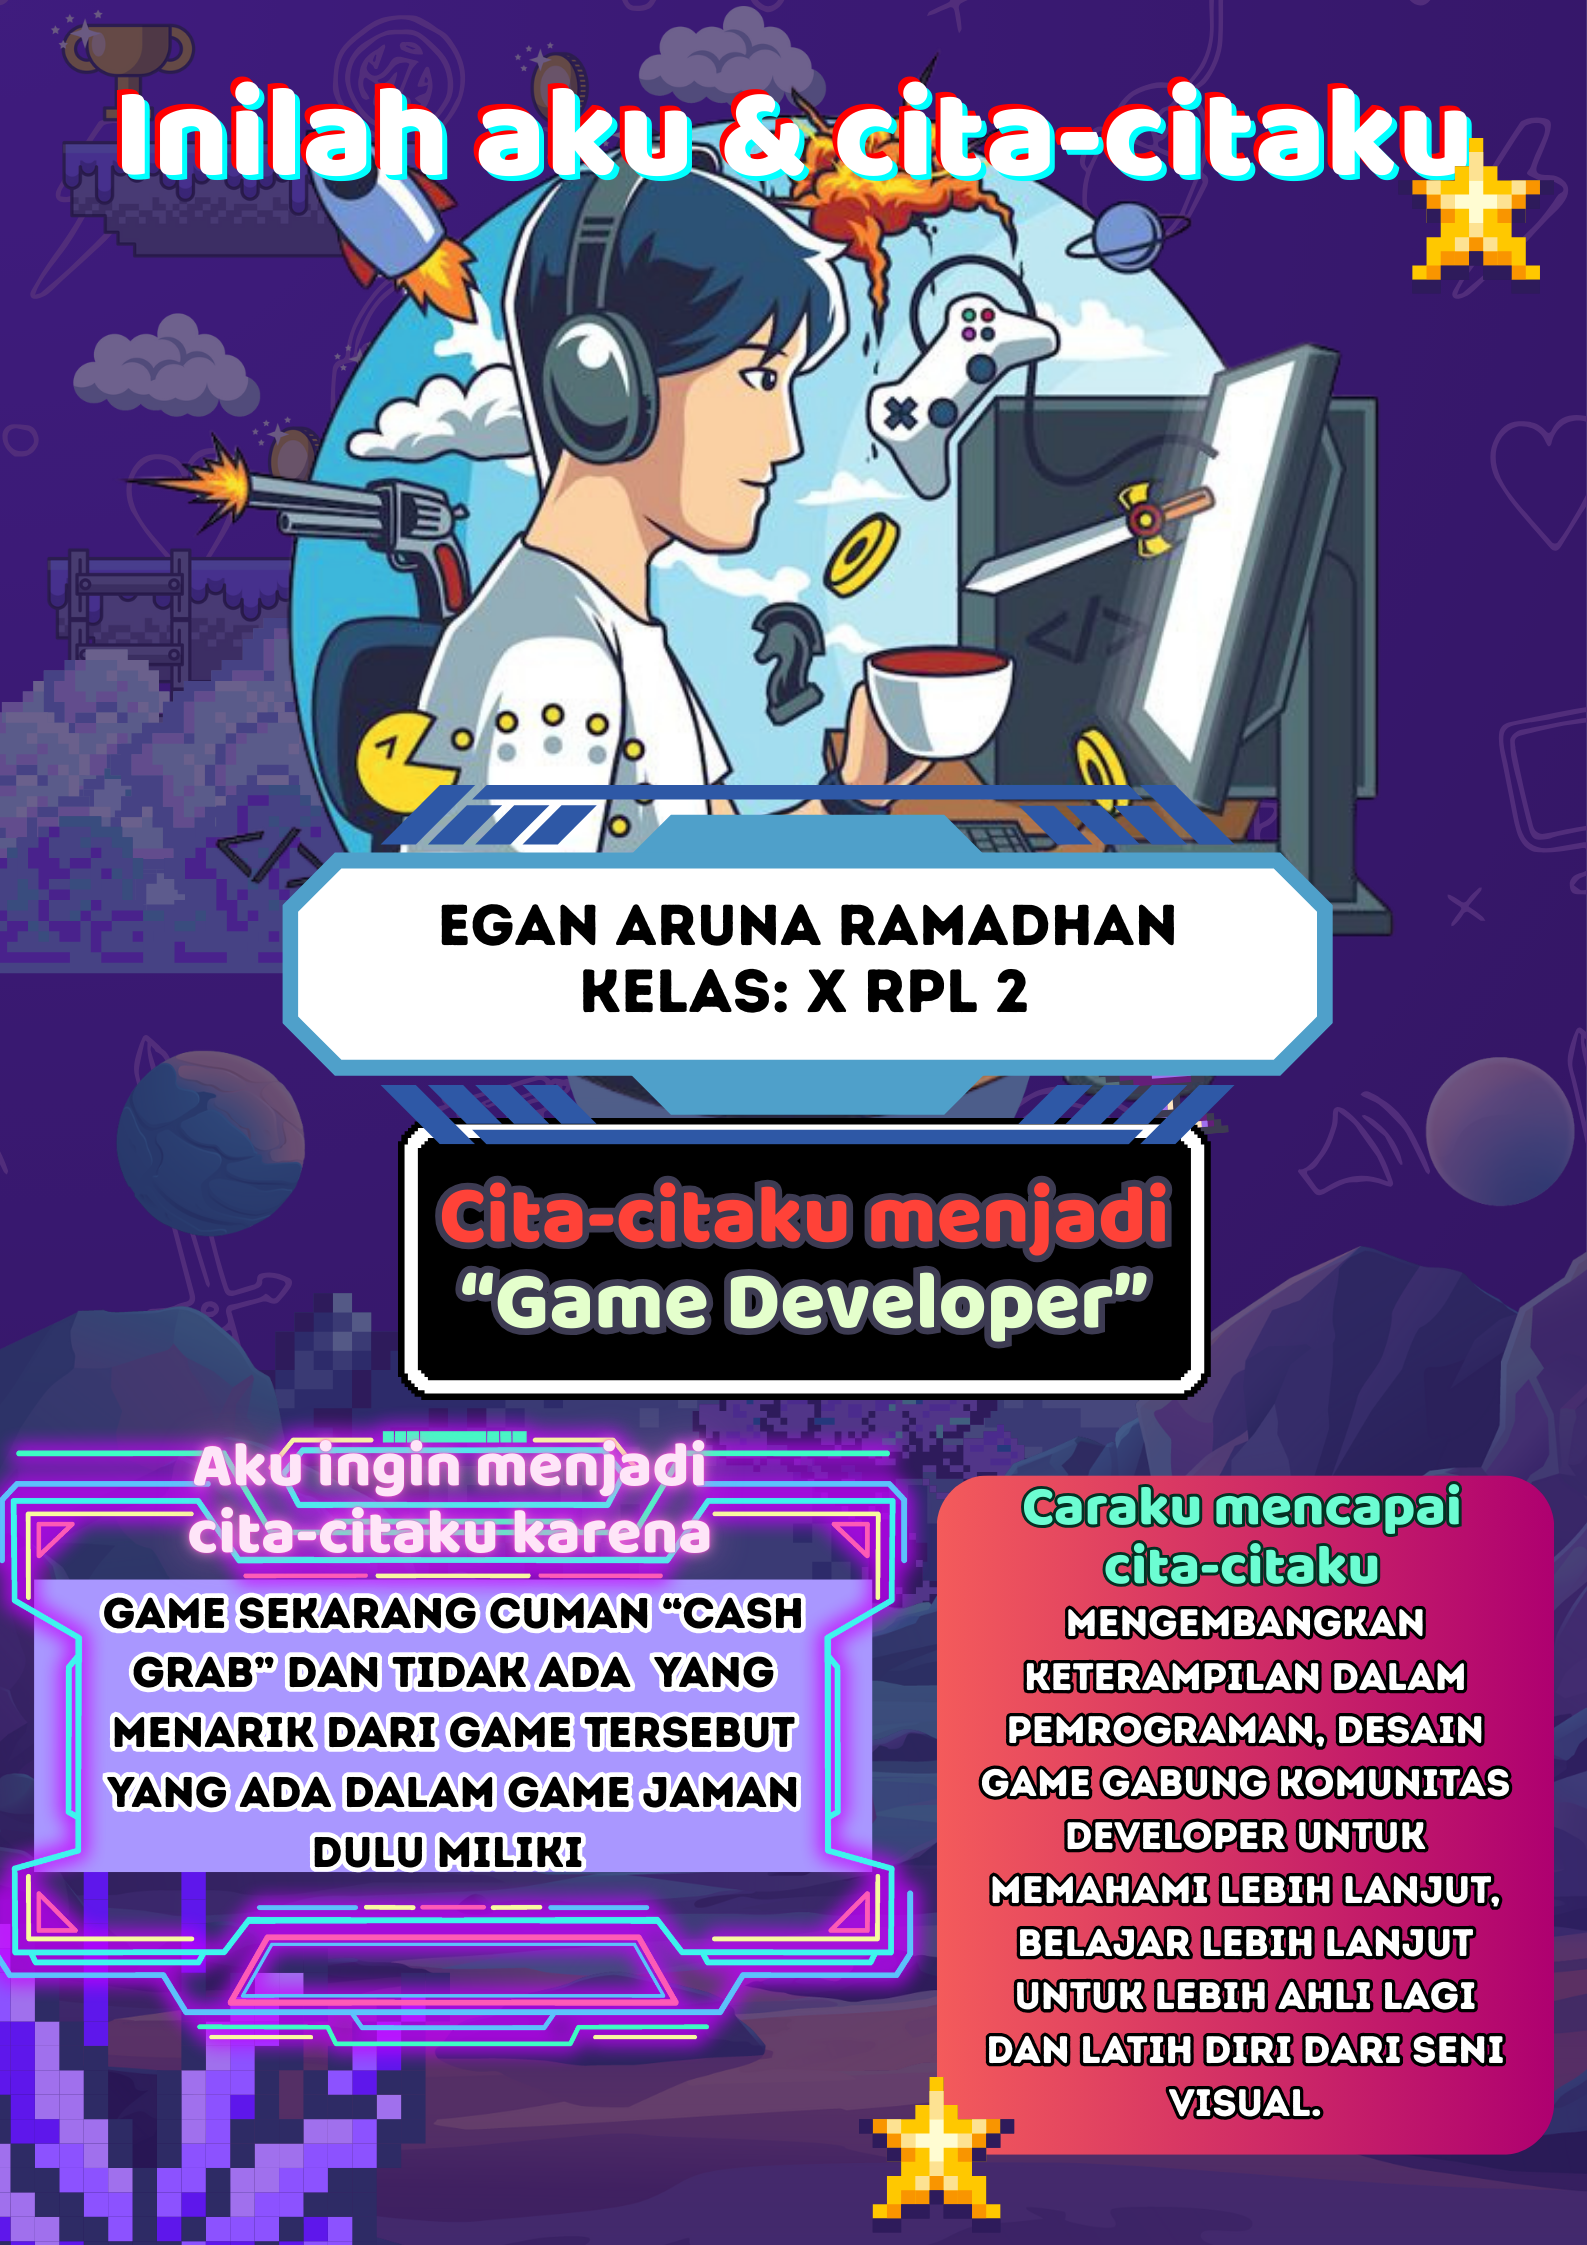 Inilah aku & cita-citaku
EGAN ARUNA RAMADHAN
KELAS: X RPL 2
Cita-citaku menjadi
“Game Developer”
Aku ingin menjadi
cita-citaku karena
GAME SEKARANG CUMAN “CASH
GRAB” DAN TIDAK ADA YANG
MENARIK DARI GAME TERSEBUT
YANG ADA DALAM GAME JAMAN
DULU MILIKI
Caraku mencapai
cita-citaku
MENGEMBANGKAN
KETERAMPILAN DALAM
PEMROGRAMAN, DESAIN
GAME GABUNG KOMUNITAS
DEVELOPER UNTUK
MEMAHAMI LEBIH LANJUT,
BELAJAR LEBIH LANJUT
UNTUK LEBIH AHLI LAGI
DAN LATIH DIRI DARI SENI
VISUAL.